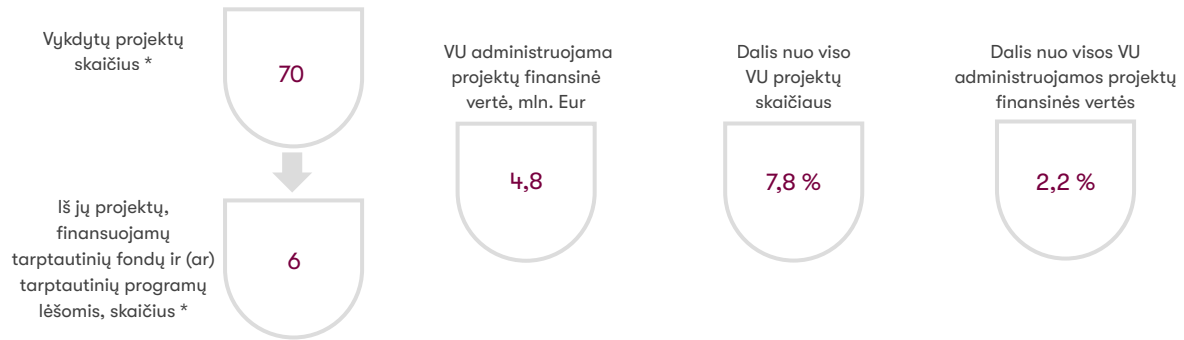 Vykdytų projektų
skaičius *
70
Iš jų projektų,
finansuojamų
tarptautinių fondų ir (ar)
tarptautinių programų
lėšomis, skaičius *
6
VU administruojama
projektų finansinė
vertė, mln. Eur
4,8
Dalis nuo viso
VU projektų
skaičiaus
7,8 %
Dalis nuo visos VU
administruojamos projektų
finansinės vertės
2,2 %